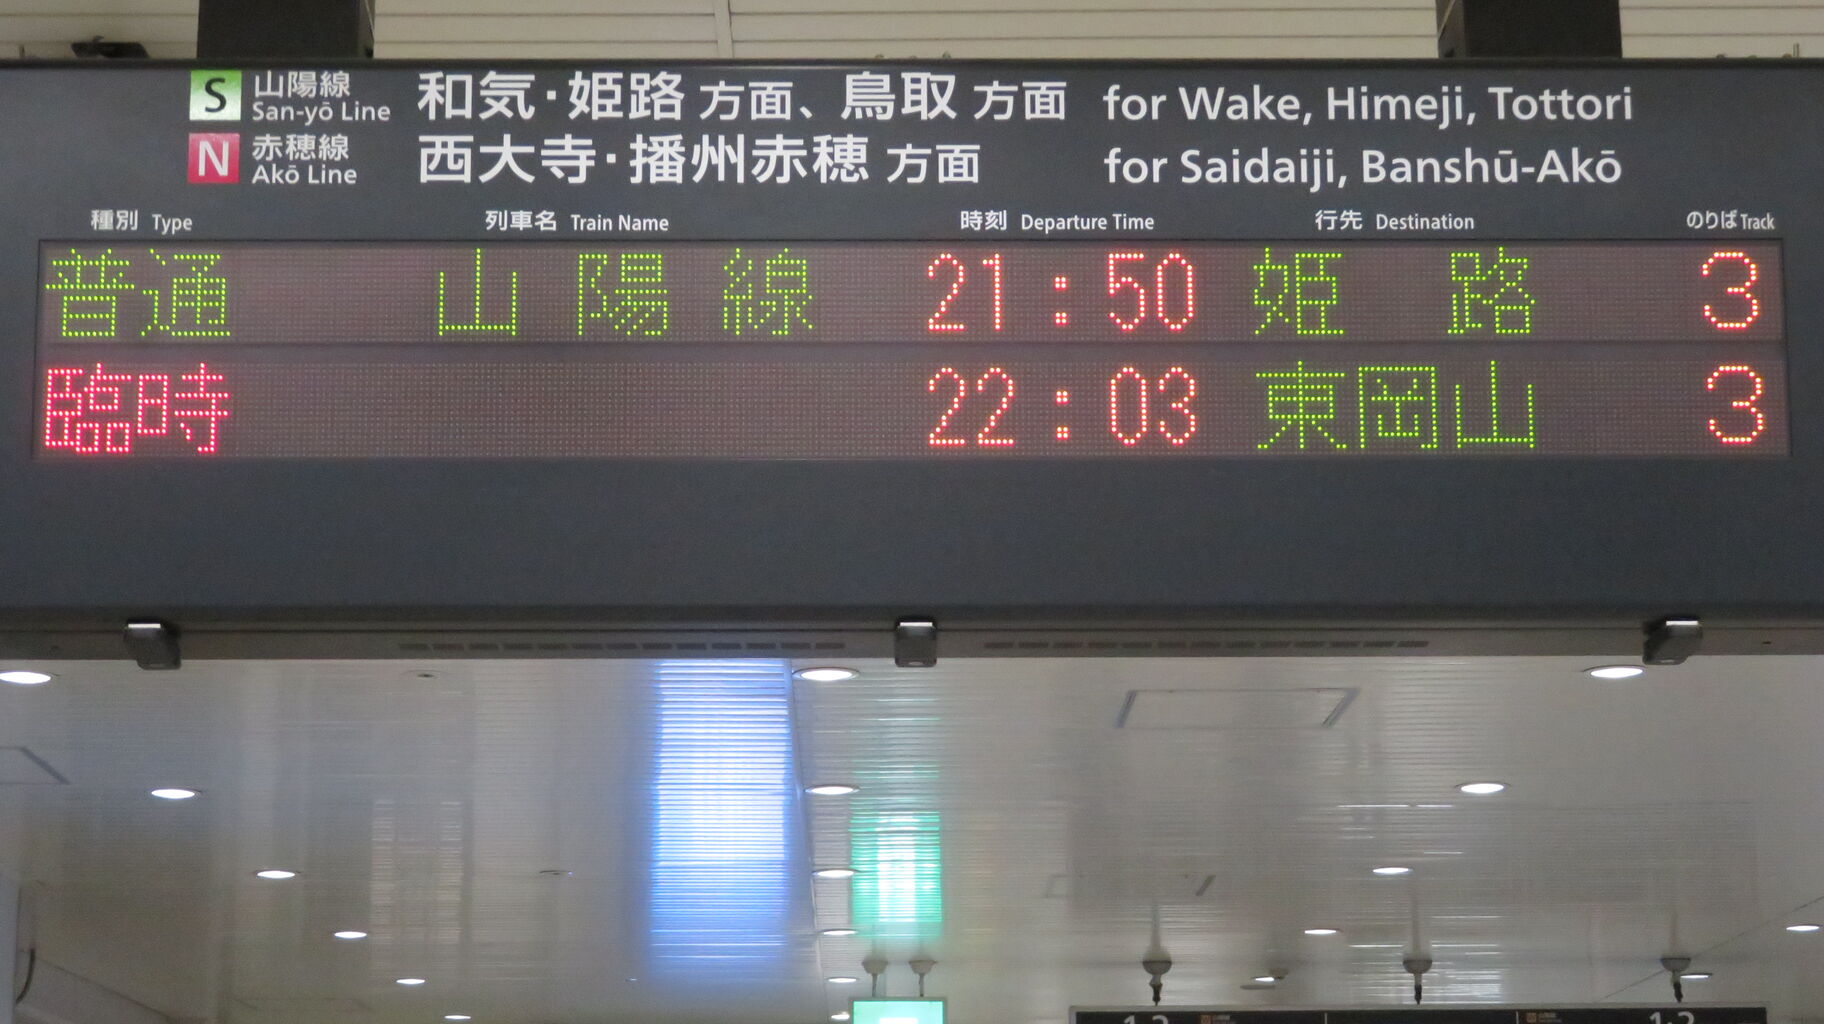 S 山陽線 San-yō Line 和気・姫路 方面、鳥取 方面 for Wake, Himeji, Tottori
N 赤穂線 Akō Line 西大寺・播州赤穂 方面 for Saidaiji, Banshū-Akō
種別 Type 列車名 Train Name 時刻 Departure Time 行先 Destination のりば Track
普通 山陽線 21:50 姫路 3
臨時 22:03 東岡山 3